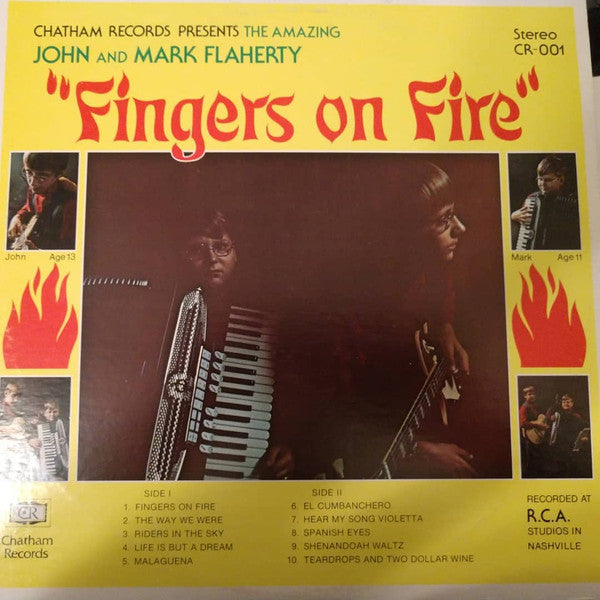 CHATHAM RECORDS PRESENTS THE AMAZING
JOHN AND MARK FLAHERTY
Stereo
CR-001
"Fingers on Fire"
John Age 13
Mark Age 11
SIDE I
1. FINGERS ON FIRE
2. THE WAY WE WERE
3. RIDERS IN THE SKY
4. LIFE IS BUT A DREAM
5. MALAGUENA
SIDE II
6. EL CUMBANCHERO
7. HEAR MY SONG VIOLETTA
8. SPANISH EYES
9. SHENANDOAH WALTZ
10. TEARDROPS AND TWO DOLLAR WINE
CR
Chatham
Records
RECORDED AT
R.C.A.
STUDIOS IN
NASHVILLE